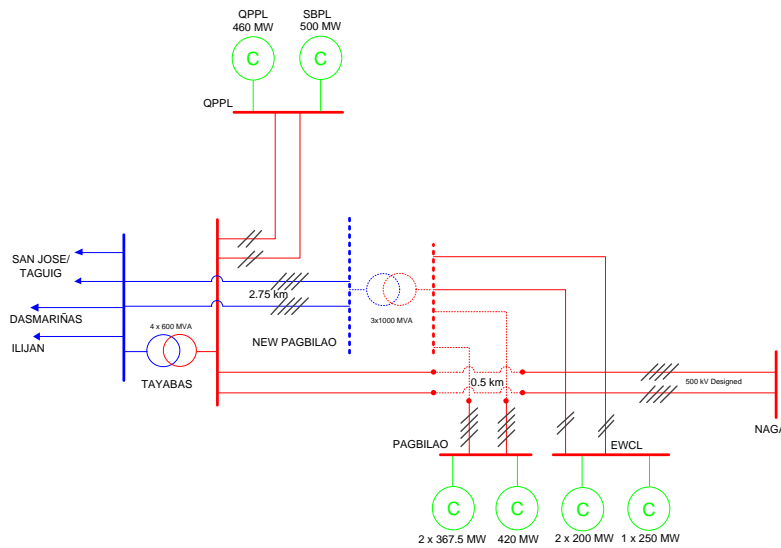 QPPL
460 MW
SBPL
500 MW
C
C
QPPL
SAN JOSE/
TAGUIG
DASMARIÑAS
ILIJAN
4 x 600 MVA
TAYABAS
2.75 km
NEW PAGBILAO
3x1000 MVA
0.5 km
500 kV Designed
NAGA
PAGBILAO
EWCL
C
C
C
C
2 x 367.5 MW
420 MW
2 x 200 MW
1 x 250 MW